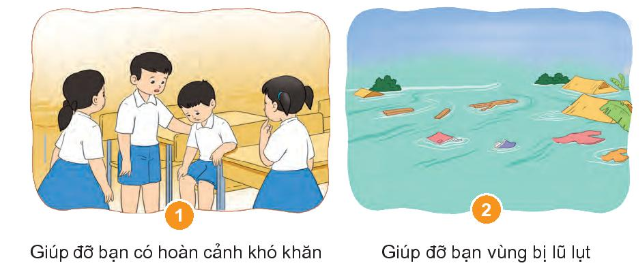 1
2
Giúp đỡ bạn có hoàn cảnh khó khăn
Giúp đỡ bạn vùng bị lũ lụt